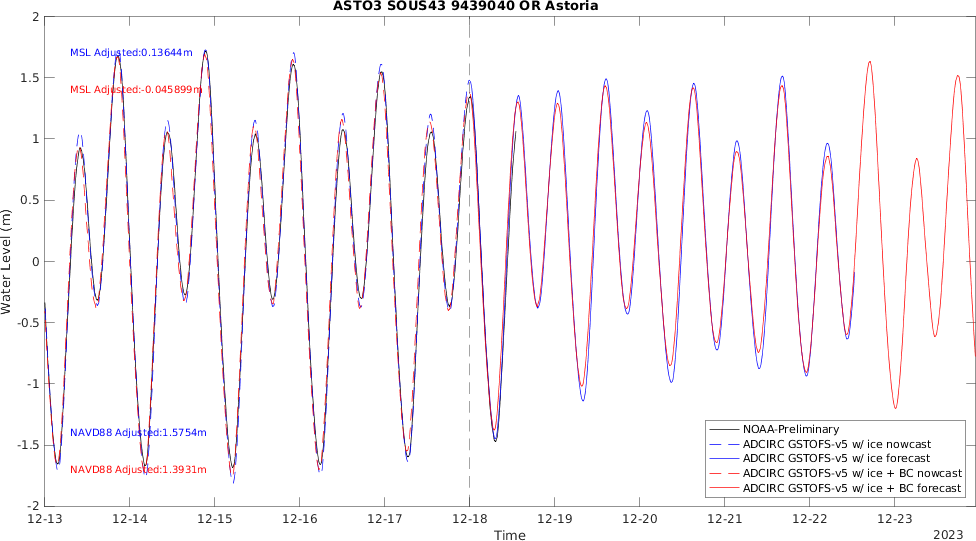 ASTO3 SOUS43 9439040 OR Astoria
2
1.5
1
0.5
0
-0.5
-1
-1.5
-2
Water Level (m)
MSL Adjusted:0.13644m
MSL Adjusted:-0.045899m
NAVD88 Adjusted:1.5754m
NAVD88 Adjusted:1.3931m
NOAA-Preliminary
ADCIRC GSTOFS-v5 w/ ice nowcast
ADCIRC GSTOFS-v5 w/ ice forecast
ADCIRC GSTOFS-v5 w/ ice + BC nowcast
ADCIRC GSTOFS-v5 w/ ice + BC forecast
12-13 12-14 12-15 12-16 12-17 12-18 12-19 12-20 12-21 12-22 12-23
Time
2023